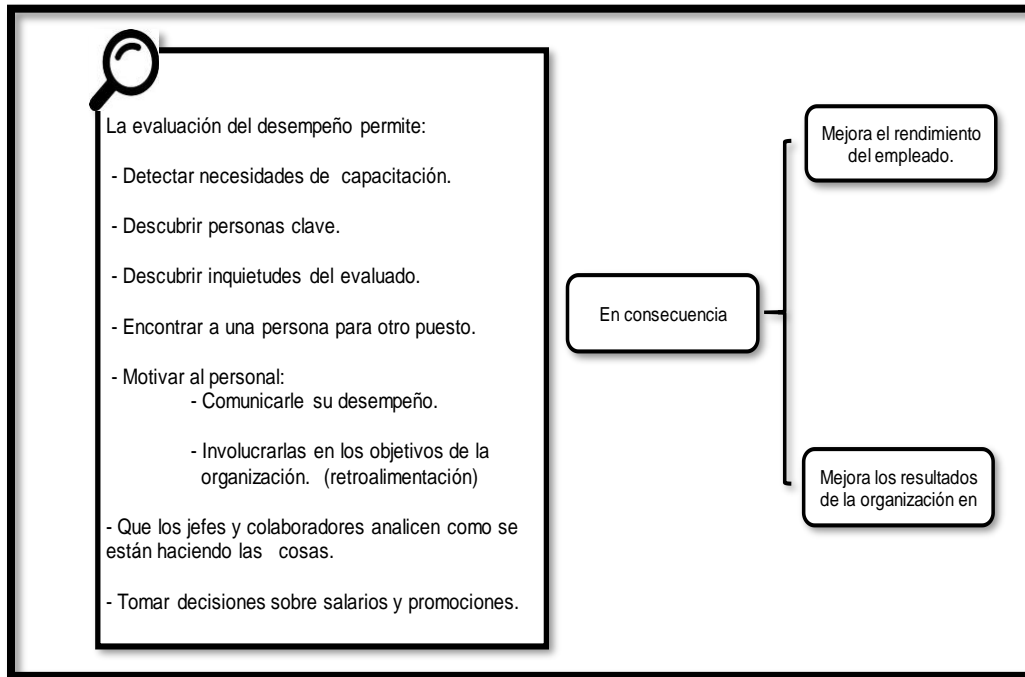 La evaluación del desempeño permite:
- Detectar necesidades de capacitación.
- Descubrir personas clave.
- Descubrir inquietudes del evaluado.
- Encontrar a una persona para otro puesto.
- Motivar al personal:
- Comunicarle su desempeño.
- Involucrarlas en los objetivos de la
organización. (retroalimentación)
- Que los jefes y colaboradores analicen como se
están haciendo las cosas.
- Tomar decisiones sobre salarios y promociones.
En consecuencia
Mejora el rendimiento
del empleado.
Mejora los resultados
de la organización en